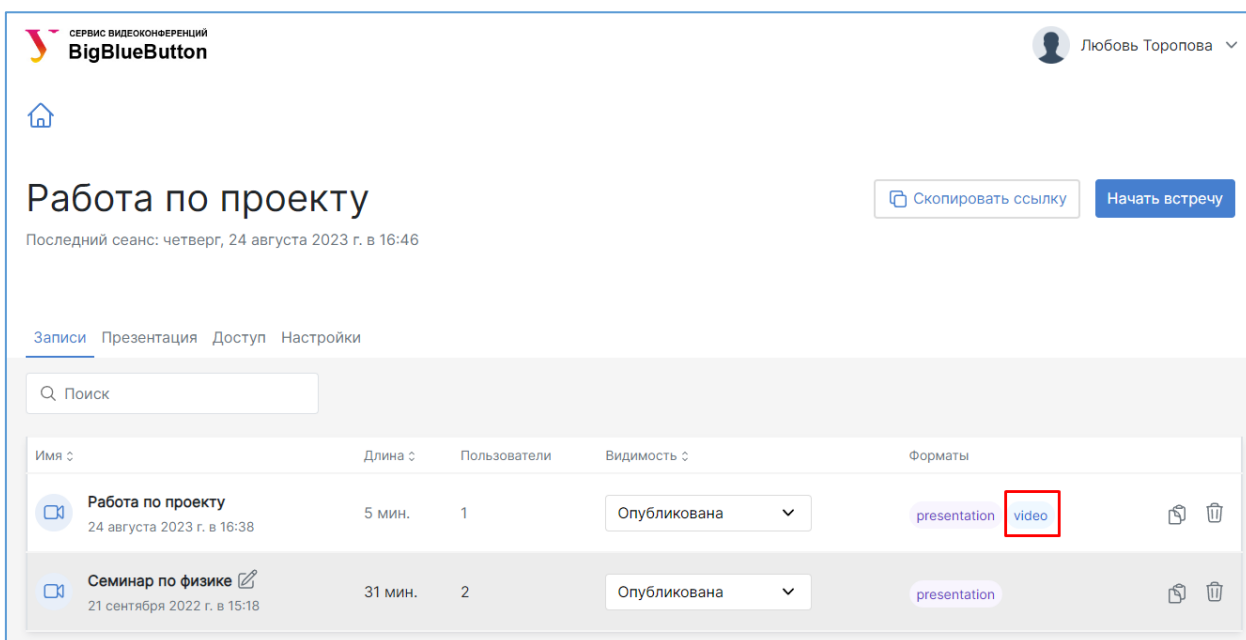 СЕРВИС ВИДЕОКОНФЕРЕНЦИЙ
BigBlueButton
Любовь Торопова
Работа по проекту
Скопировать ссылку
Начать встречу
Последний сеанс: четверг, 24 августа 2023 г. в 16:46
Записи Презентация Доступ Настройки
Поиск
Имя Длина Пользователи Видимость Форматы
Работа по проекту
24 августа 2023 г. в 16:38
5 мин. 1 Опубликована presentation video
Семинар по физике
21 сентября 2022 г. в 15:18
31 мин. 2 Опубликована presentation